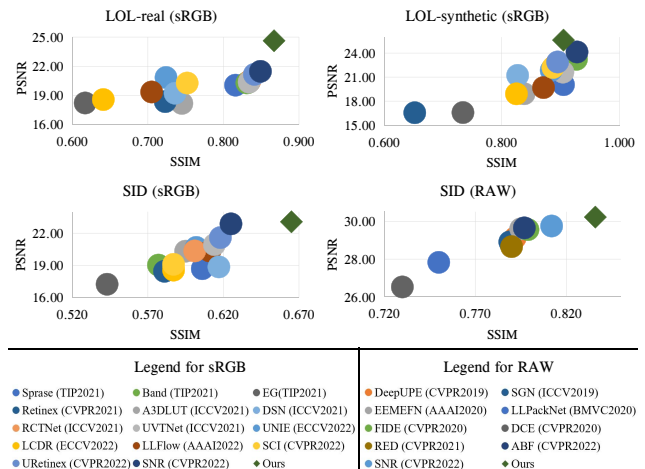 LOL-real (sRGB)
25.00
22.00
19.00
16.00
PSNR
0.600 0.700 0.800 0.900
SSIM
LOL-synthetic (sRGB)
24.00
21.00
18.00
15.00
PSNR
0.600 0.800 1.000
SSIM
SID (sRGB)
22.00
19.00
16.00
PSNR
0.520 0.570 0.620 0.670
SSIM
SID (RAW)
30.00
28.00
26.00
PSNR
0.720 0.770 0.820
SSIM
Legend for sRGB
Sprase (TIP2021) Band (TIP2021) EG(TIP2021)
Retinex (CVPR2021) A3DLUT (ICCV2021) DSN (ICCV2021)
RCTNet (ICCV2021) UVTNet (ICCV2021) UNIE (ECCV2022)
LCDR (ECCV2022) LLFlow (AAAI2022) SCI (CVPR2022)
URetinex (CVPR2022) SNR (CVPR2022) Ours
Legend for RAW
DeepUPE (CVPR2019) SGN (ICCV2019)
EEMEFN (AAAI2020) LLPackNet (BMVC2020)
FIDE (CVPR2020) DCE (CVPR2020)
RED (CVPR2021) ABF (CVPR2022)
SNR (CVPR2022) Ours